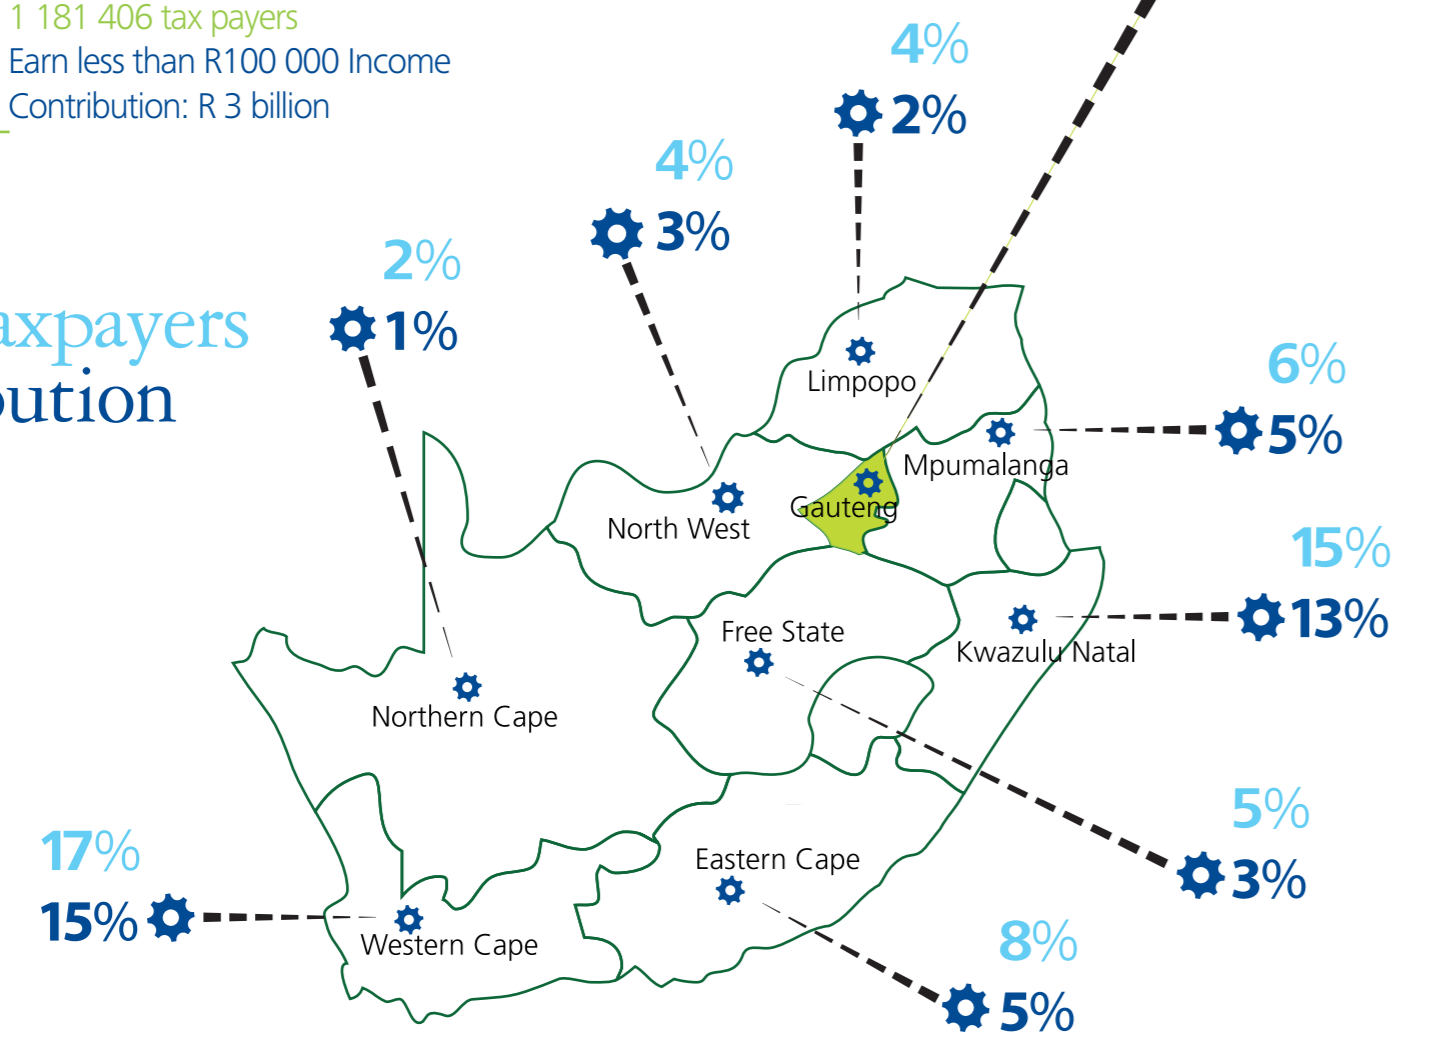 1 181 406 tax payers
Earn less than R100 000 Income
Contribution: R 3 billion
4%
2%
4%
3%
2%
1%
axpayers
bution
Limpopo
6%
5%
Mpumalanga
Gauteng
North West
15%
13%
Free State
Kwazulu Natal
Northern Cape
5%
3%
17%
15%
Eastern Cape
Western Cape
8%
5%